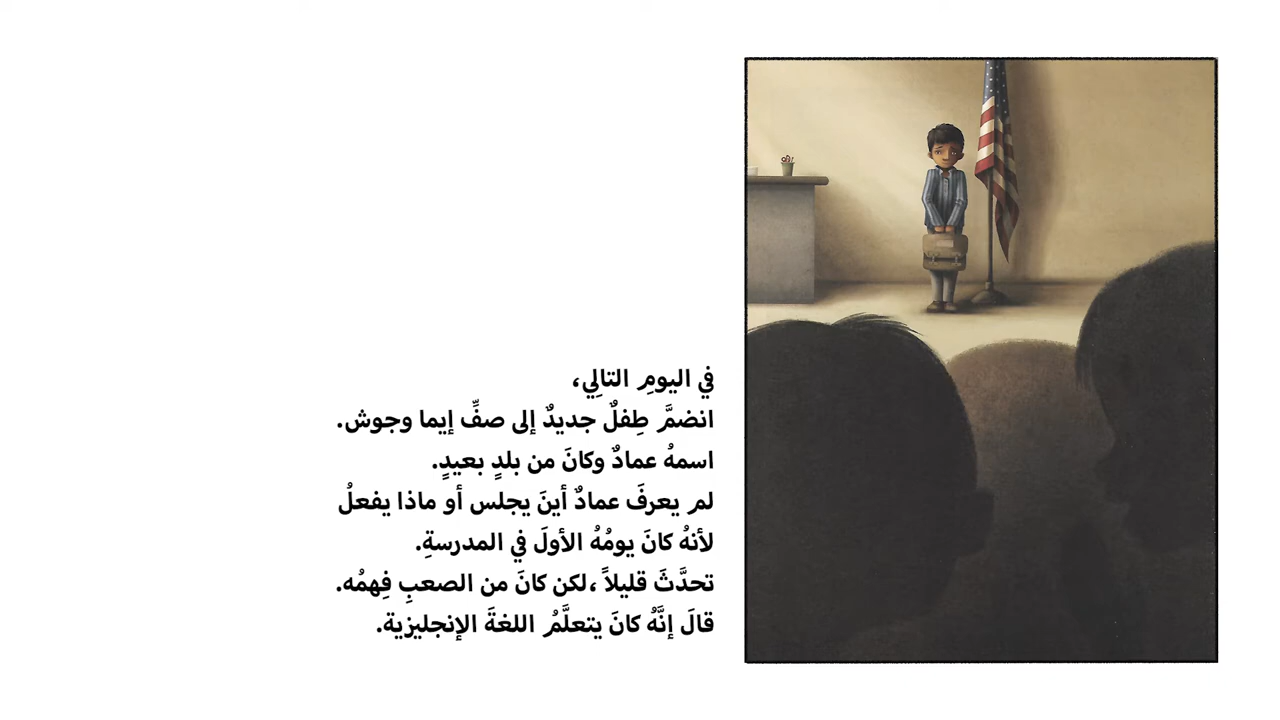 في اليومِ التالِي،
انضمَّ طِفلٌ جديدٌ إلى صفِّ إيما وجوش.
اسمهُ عمادٌ وكانَ من بلدٍ بعيدٍ.
لم يعرفَ عمادٌ أينَ يجلس أو ماذا يفعلُ
لأنهُ كانَ يومُهُ الأولَ في المدرسةِ.
تحدَّثَ قليلاً ،لكن كانَ من الصعبِ فِهمُه.
قالَ إنَّهُ كانَ يتعلَّمُ اللغةَ الإنجليزية.